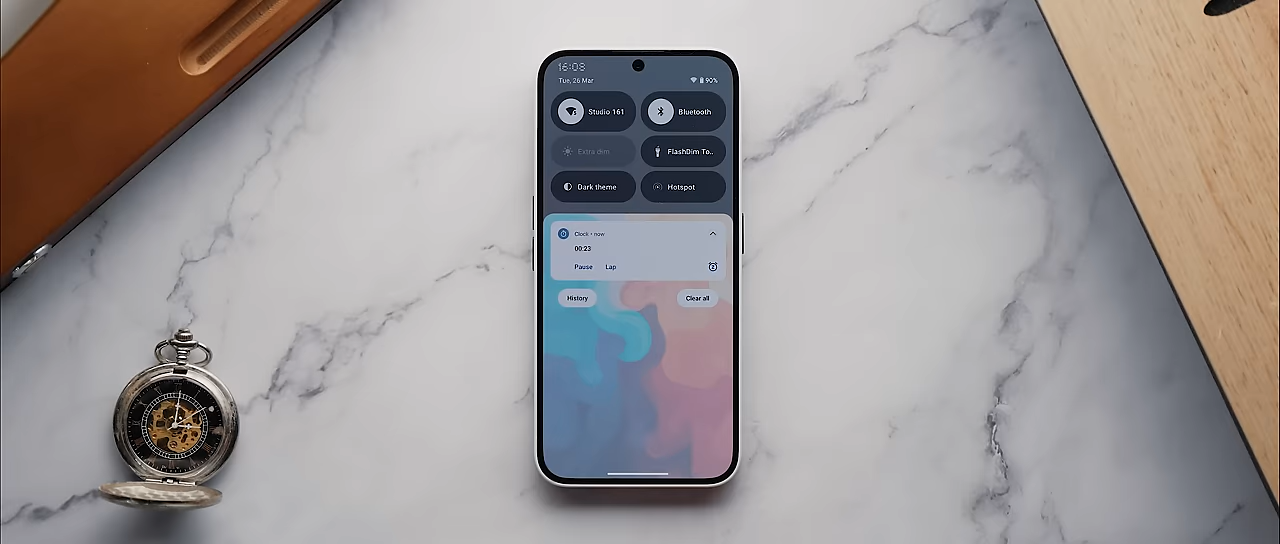 16:08
Tue, 26 Mar
90%
Studio 161
Bluetooth
Extra dim
FlashDim To..
Dark theme
Hotspot
Clock • now
00:23
Pause Lap
History
Clear all